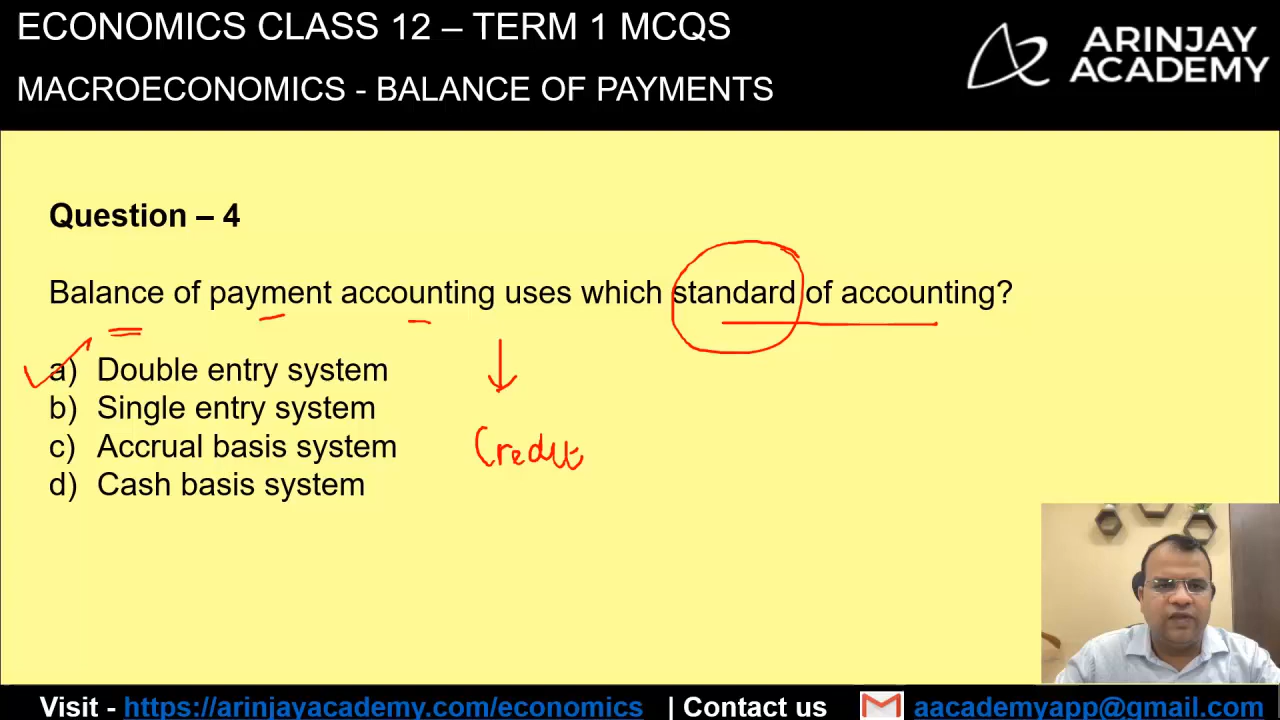 ECONOMICS CLASS 12 – TERM 1 MCQS
MACROECONOMICS - BALANCE OF PAYMENTS
ARINJAY
ACADEMY
Question – 4
Balance of payment accounting uses which standard of accounting?
a) Double entry system
b) Single entry system
c) Accrual basis system
d) Cash basis system
Credit
Visit - https://arinjayacademy.com/economics | Contact us aacademyapp@gmail.com